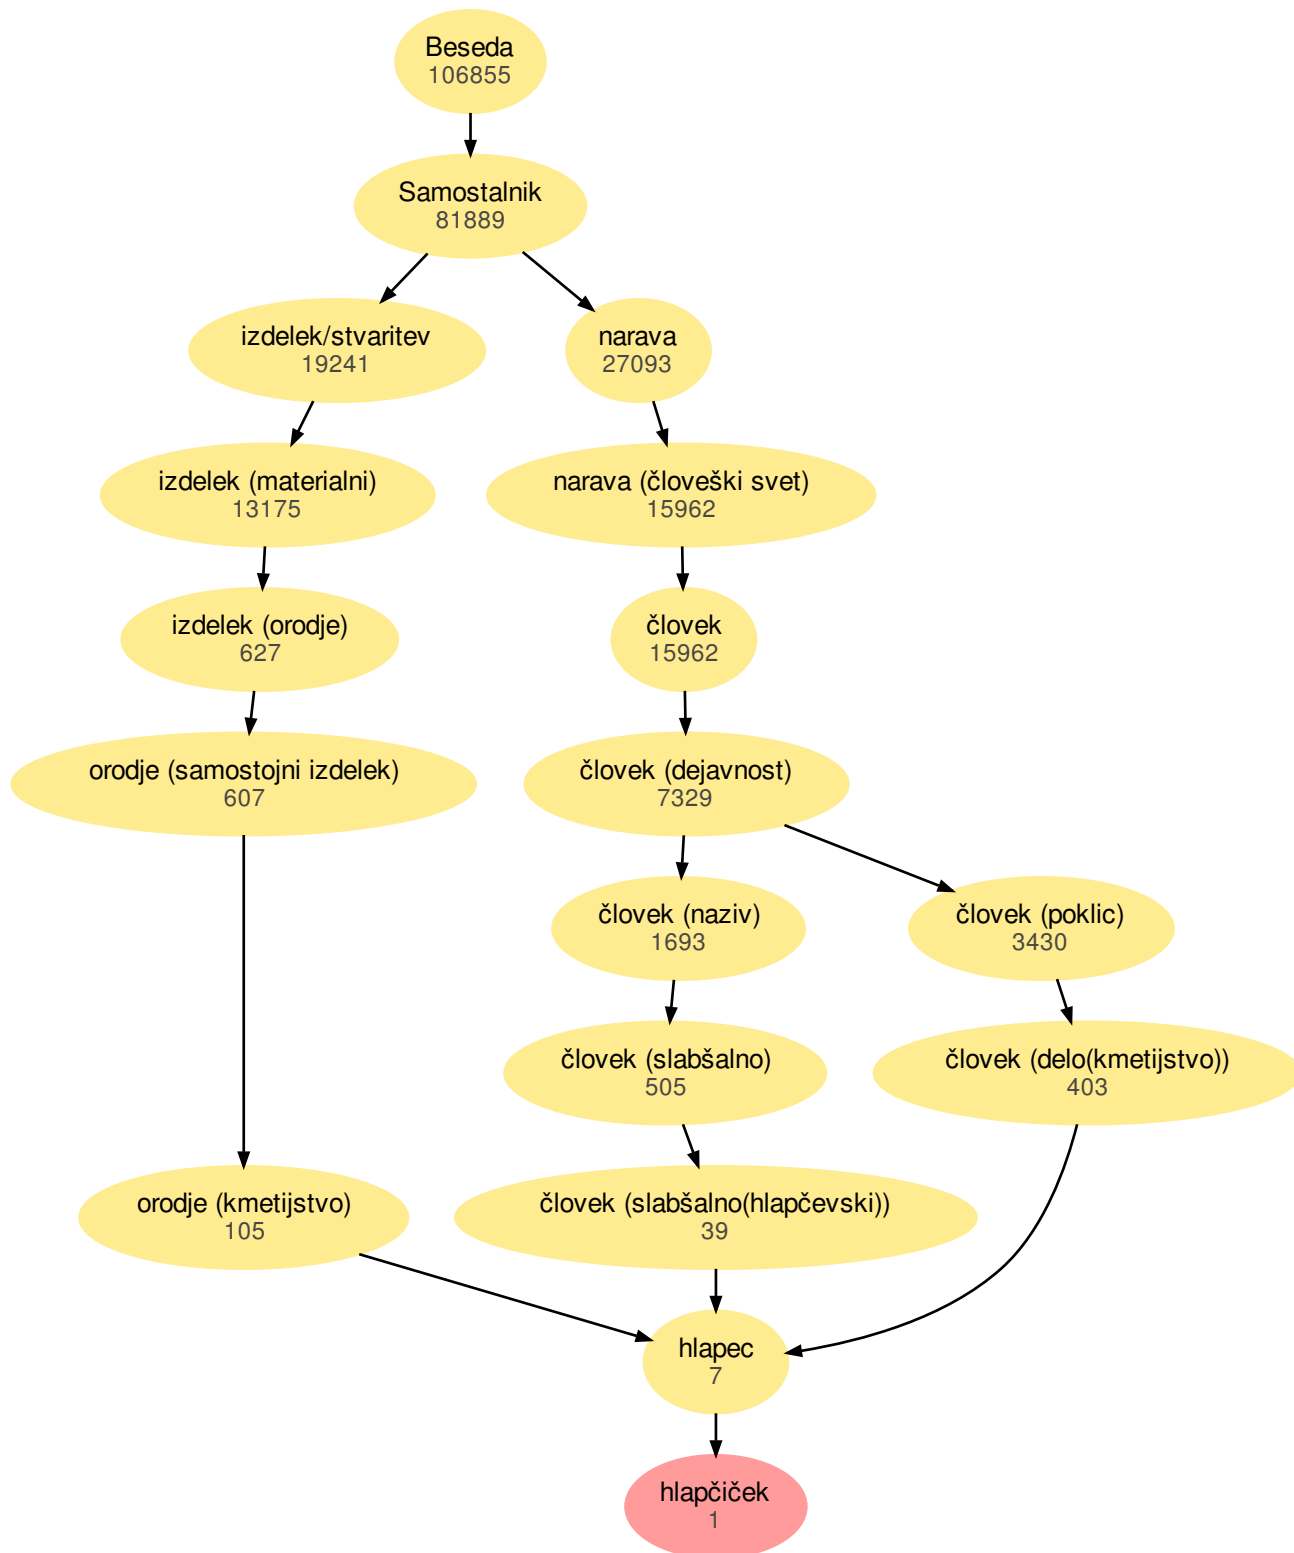 Beseda
106855
Samostalnik
81889
izdelek/stvaritev
19241
narava
27093
izdelek (materialni)
13175
narava (človeški svet)
15962
izdelek (orodje)
627
človek
15962
orodje (samostojni izdelek)
607
človek (dejavnost)
7329
človek (naziv)
1693
človek (poklic)
3430
človek (slabšalno)
505
človek (delo(kmetijstvo))
403
orodje (kmetijstvo)
105
človek (slabšalno(hlapčevski))
39
hlapec
7
hlapčiček
1